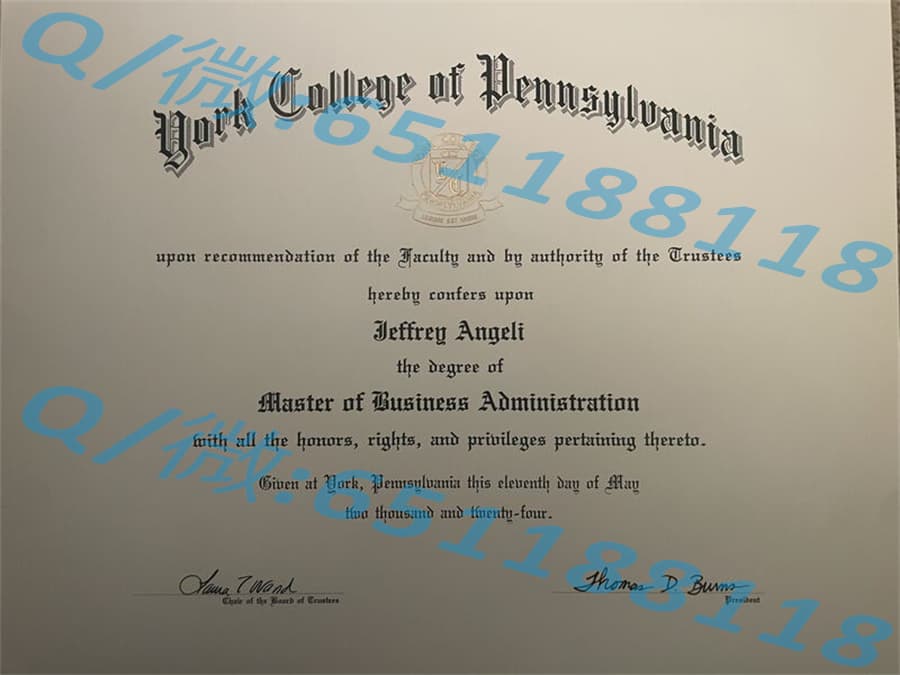 York College of Pennsylvania
Q/微:651188118
upon recommendation of the Faculty and by authority of the Trustees
hereby confers upon
Jeffrey Angeli
the degree of
Master of Business Administration
with all the honors, rights, and privileges pertaining thereto.
Q/微:651188118
Given at York, Pennsylvania this eleventh day of May
two thousand and twenty-four.
Laura T Wand
Chair of the Board of Trustees
Thomas D. Burns
President